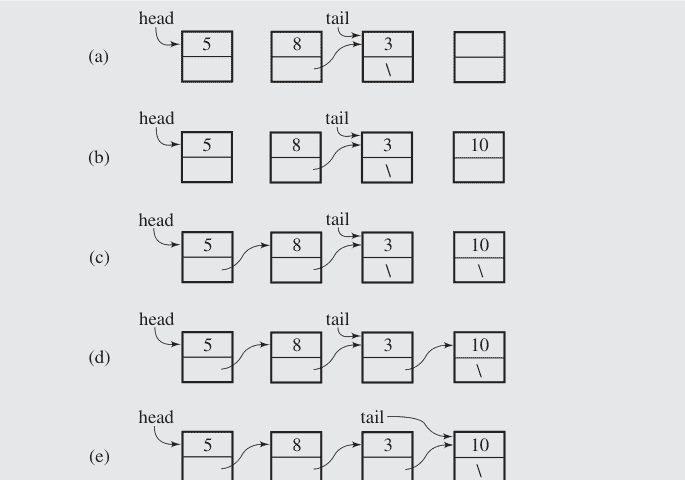 head tail
(a) 5 8 3 \
head tail
(b) 5 8 3 10 \
head tail
(c) 5 8 3 10 \ \
head tail
(d) 5 8 3 10 \
head tail
(e) 5 8 3 10 \